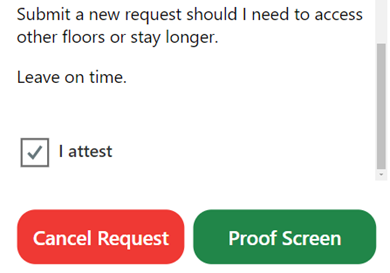 Submit a new request should I need to access
other floors or stay longer.
Leave on time.
I attest
Cancel Request
Proof Screen